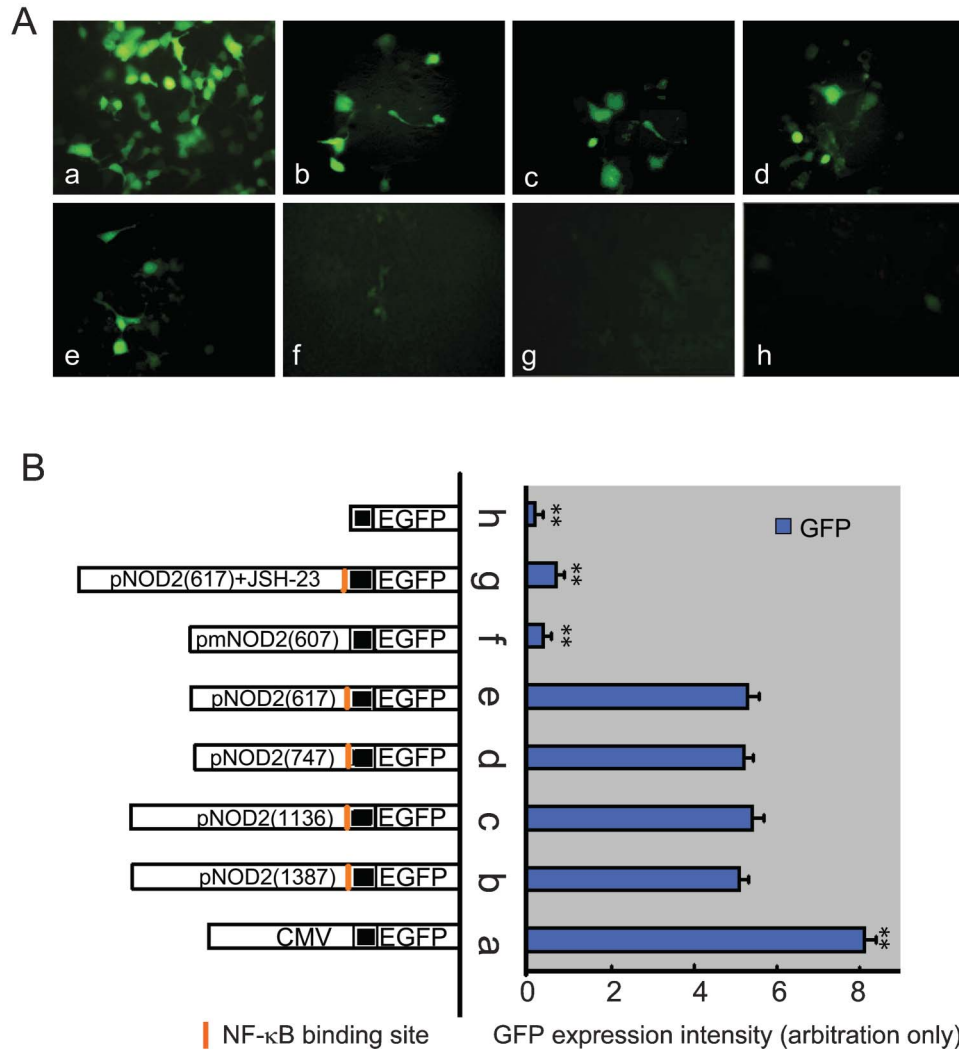 A
a
b
c
d
e
f
g
h
B
EGFP h **
GFP
pNOD2(617)+JSH-23 EGFP g **
pmNOD2(607) EGFP f **
pNOD2(617) EGFP e
pNOD2(747) EGFP d
pNOD2(1136) EGFP c
pNOD2(1387) EGFP b
CMV EGFP a **
0 2 4 6 8
NF-κB binding site
GFP expression intensity (arbitration only)